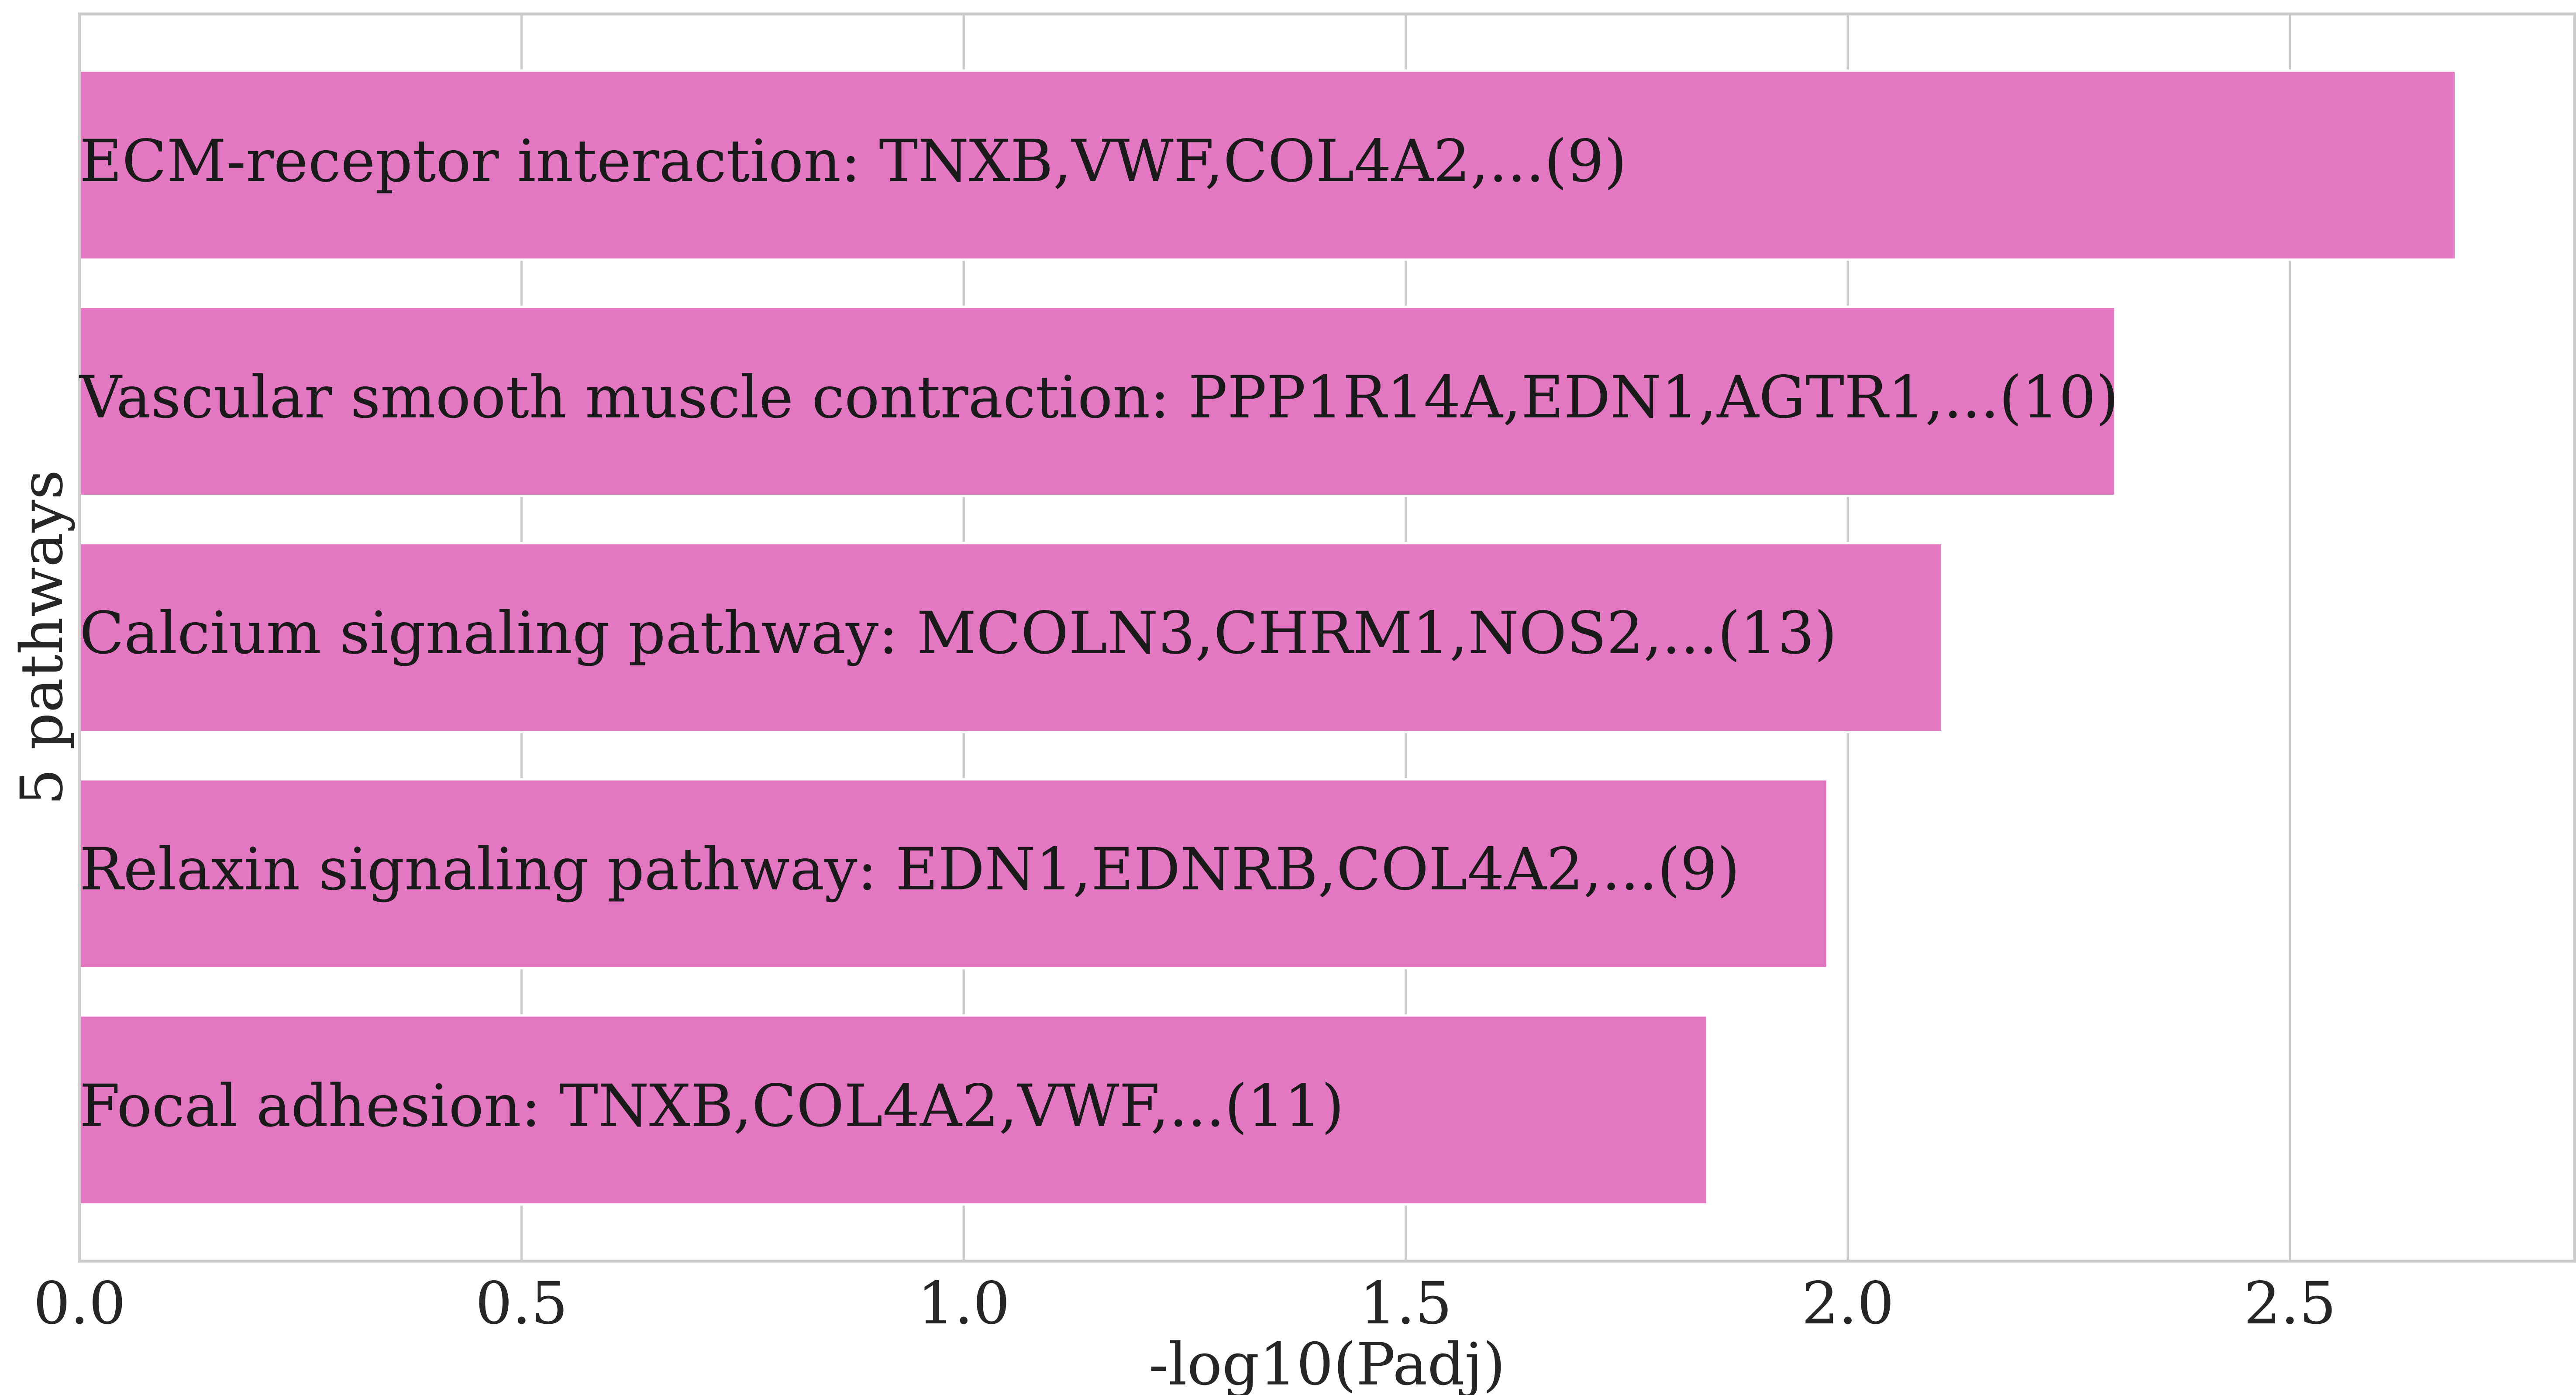 ECM-receptor interaction: TNXB,VWF,COL4A2,...(9)
Vascular smooth muscle contraction: PPP1R14A,EDN1,AGTR1,...(10)
Calcium signaling pathway: MCOLN3,CHRM1,NOS2,...(13)
Relaxin signaling pathway: EDN1,EDNRB,COL4A2,...(9)
Focal adhesion: TNXB,COL4A2,VWF,...(11)
5 pathways
0.0 0.5 1.0 1.5 2.0 2.5
-log10(Padj)